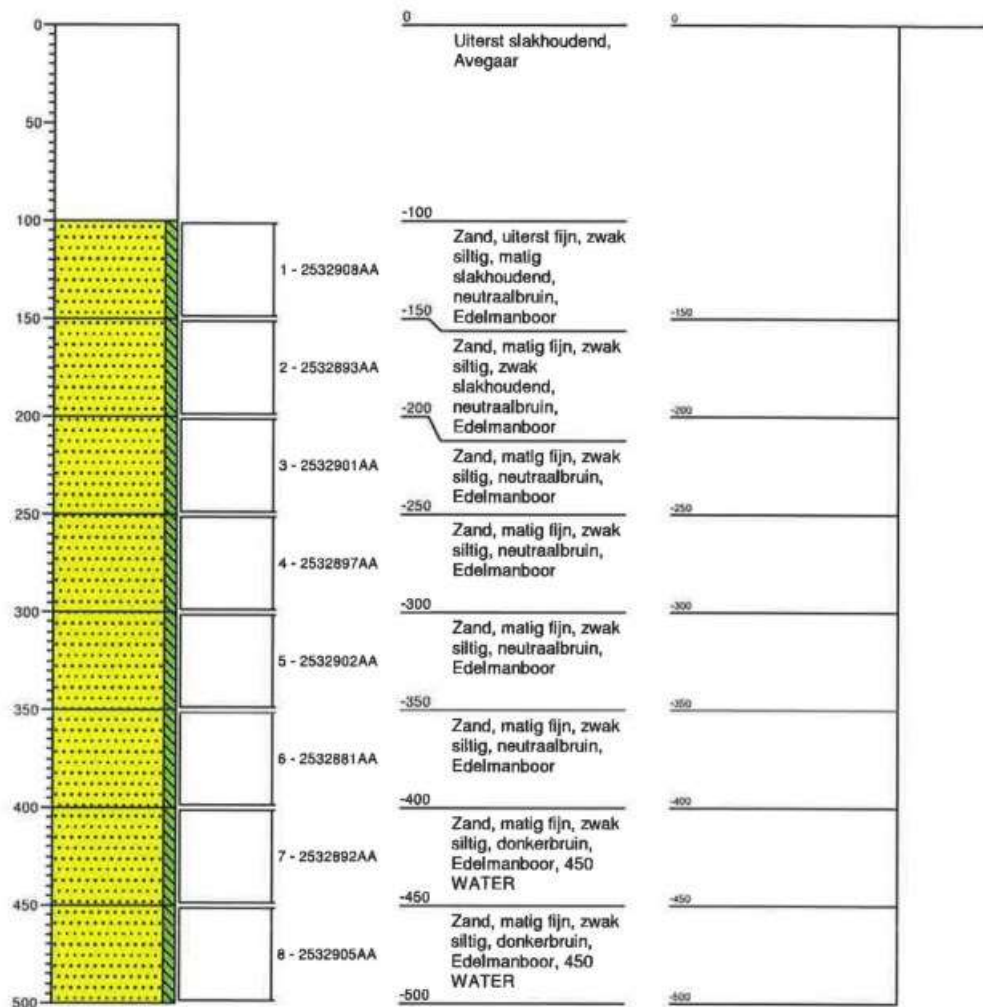 0
50
100
150
200
250
300
350
400
450
500
1 - 2532908AA
2 - 2532893AA
3 - 2532901AA
4 - 2532897AA
5 - 2532902AA
6 - 2532881AA
7 - 2532892AA
8 - 2532905AA
0
Uiterst slakhoudend,
Avegaar
-100
Zand, uiterst fijn, zwak
siltig, matig
slakhoudend,
neutraalbruin,
Edelmanboor
-150
Zand, matig fijn, zwak
siltig, zwak
slakhoudend,
neutraalbruin,
Edelmanboor
-200
Zand, matig fijn, zwak
siltig, neutraalbruin,
Edelmanboor
-250
Zand, matig fijn, zwak
siltig, neutraalbruin,
Edelmanboor
-300
Zand, matig fijn, zwak
siltig, neutraalbruin,
Edelmanboor
-350
Zand, matig fijn, zwak
siltig, neutraalbruin,
Edelmanboor
-400
Zand, matig fijn, zwak
siltig, donkerbruin,
Edelmanboor, 450
WATER
-450
Zand, matig fijn, zwak
siltig, donkerbruin,
Edelmanboor, 450
WATER
-500
0
-150
-200
-250
-300
-350
-400
-450
-500